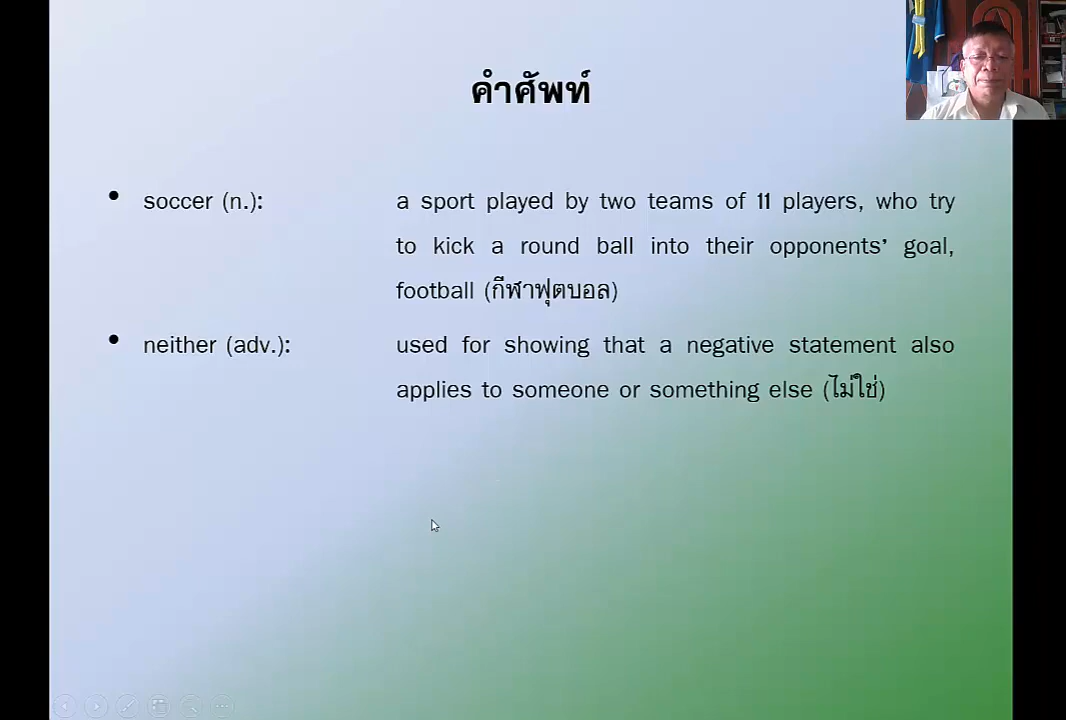 คำศัพท์
• soccer (n.): a sport played by two teams of 11 players, who try
to kick a round ball into their opponents’ goal,
football (กีฬาฟุตบอล)
• neither (adv.): used for showing that a negative statement also
applies to someone or something else (ไม่ใช่)